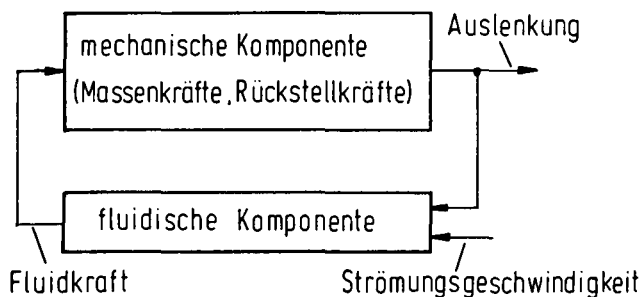 Auslenkung
mechanische Komponente
(Massenkräfte, Rückstellkräfte)
fluidische Komponente
Fluidkraft
Strömungsgeschwindigkeit